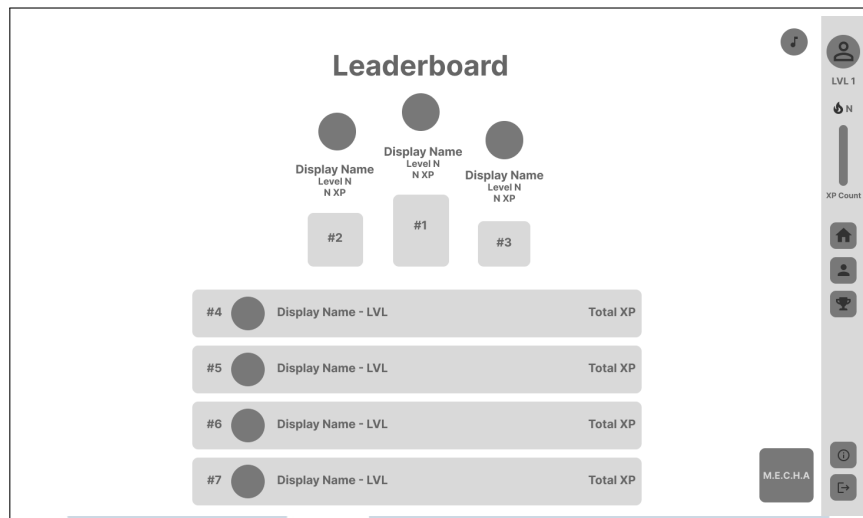 Leaderboard
LVL 1
N
XP Count
Display Name
Level N
N XP
Display Name
Level N
N XP
Display Name
Level N
N XP
#2
#1
#3
#4 Display Name - LVL Total XP
#5 Display Name - LVL Total XP
#6 Display Name - LVL Total XP
#7 Display Name - LVL Total XP
M.E.C.H.A